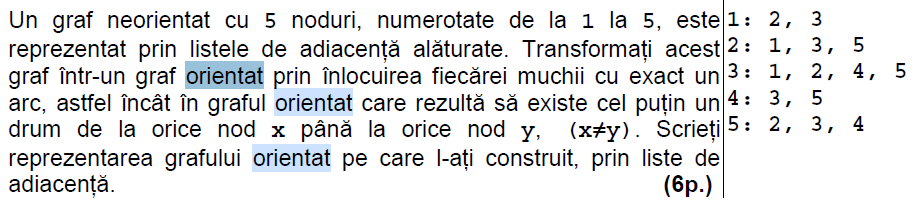 Un graf neorientat cu 5 noduri, numerotate de la 1 la 5, este
reprezentat prin listele de adiacență alăturate. Transformați acest
graf într-un graf orientat prin înlocuirea fiecărei muchii cu exact un
arc, astfel încât în graful orientat care rezultă să existe cel puțin un
drum de la orice nod x până la orice nod y, (x≠y). Scrieți
reprezentarea grafului orientat pe care l-ați construit, prin liste de
adiacență. (6p.)
1: 2, 3
2: 1, 3, 5
3: 1, 2, 4, 5
4: 3, 5
5: 2, 3, 4